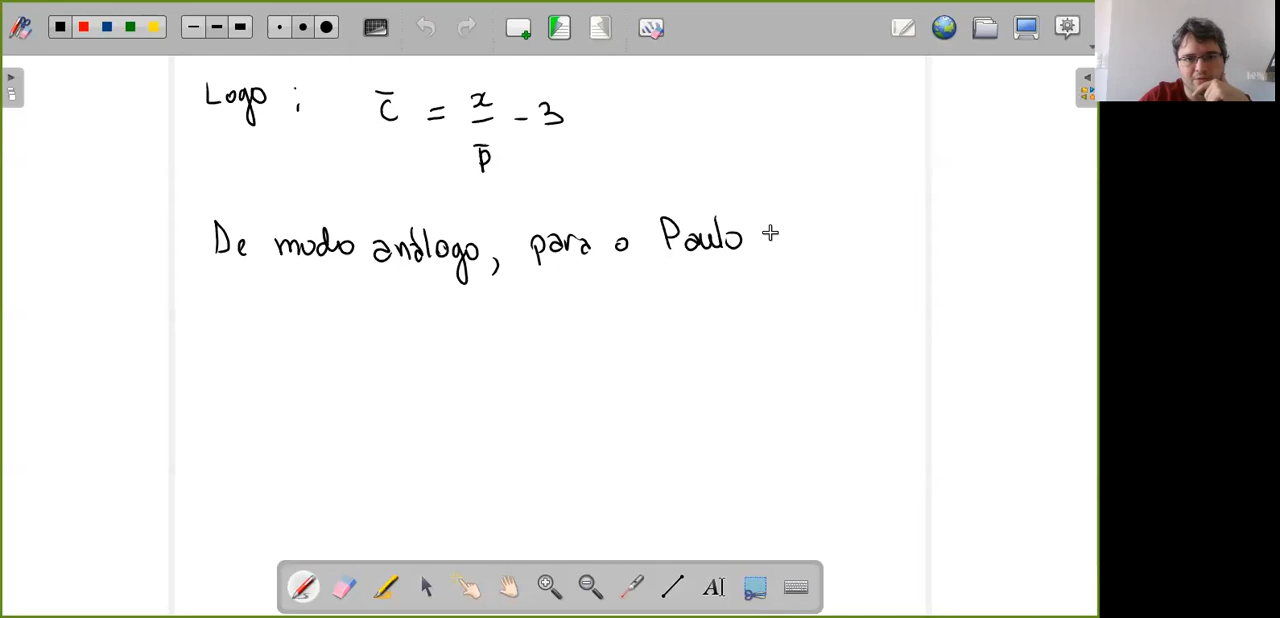 Logo : c̄ = x/p̄ - 3
De modo análogo, para o Paulo